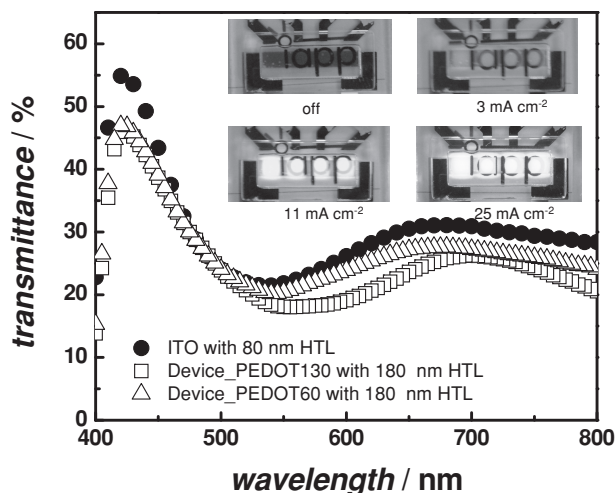 60
50
40
30
20
10
0
transmittance / %
iapp
off
iapp
3 mA cm-2
11 mA cm-2
25 mA cm-2
ITO with 80 nm HTL
Device_PEDOT130 with 180 nm HTL
Device_PEDOT60 with 180 nm HTL
400 500 600 700 800
wavelength / nm